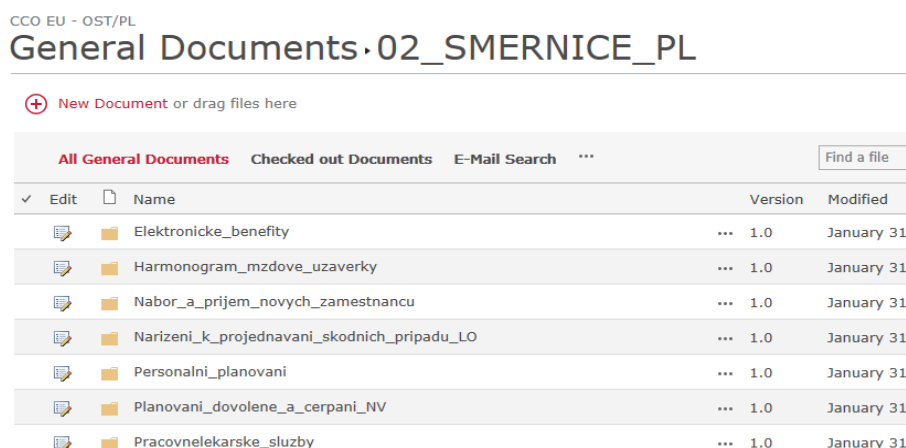 CCO EU - OST/PL
General Documents 02_SMERNICE_PL
New Document or drag files here
All General Documents Checked out Documents E-Mail Search ···
Find a file
Edit Name Version Modified
Elektronicke_benefity ··· 1.0 January 31
Harmonogram_mzdove_uzaverky ··· 1.0 January 31
Nabor_a_prijem_novych_zamestnancu ··· 1.0 January 31
Narizeni_k_projednavani_skodnich_pripadu_LO ··· 1.0 January 31
Personalni_planovani ··· 1.0 January 31
Planovani_dovolene_a_cerpani_NV ··· 1.0 January 31
Pracovnelekarske_sluzby ··· 1.0 January 31